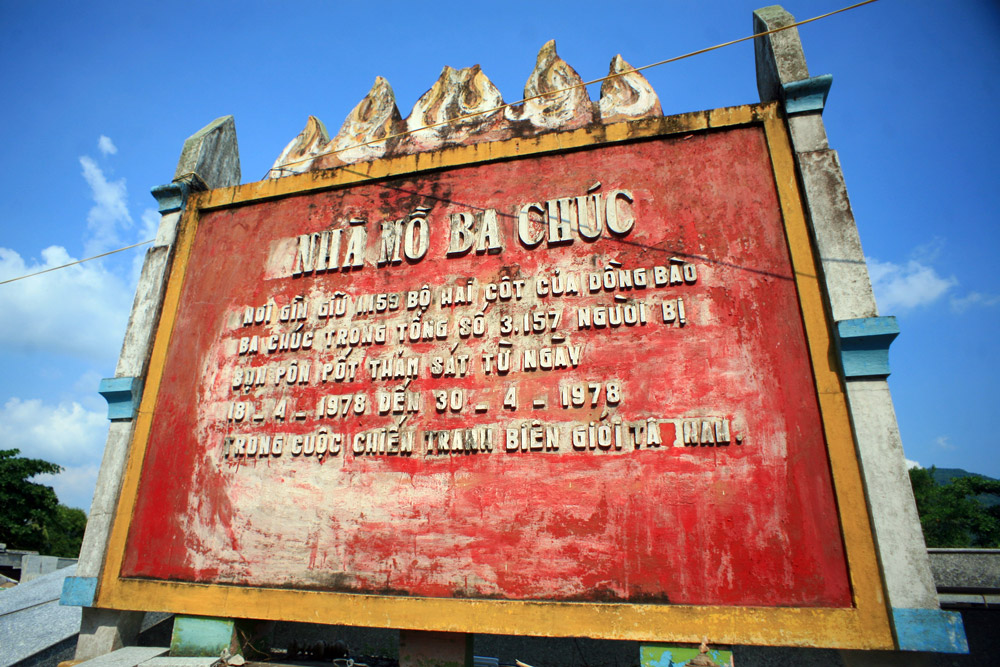 NHÀ MỒ BA CHÚC
NƠI GÌN GIỮ 1159 BỘ HAI CỐT CỦA ĐỒNG BÀO
BA CHÚC TRONG TỔNG SỐ 3.157 NGƯỜI BỊ
BỌN PÔN PỐT THẢM SÁT TỪ NGÀY
18 _ 4 _ 1978 ĐẾN 30 _ 4 _ 1978
TRONG CUỘC CHIẾN TRANH BIÊN GIỚI TÂ NAM.